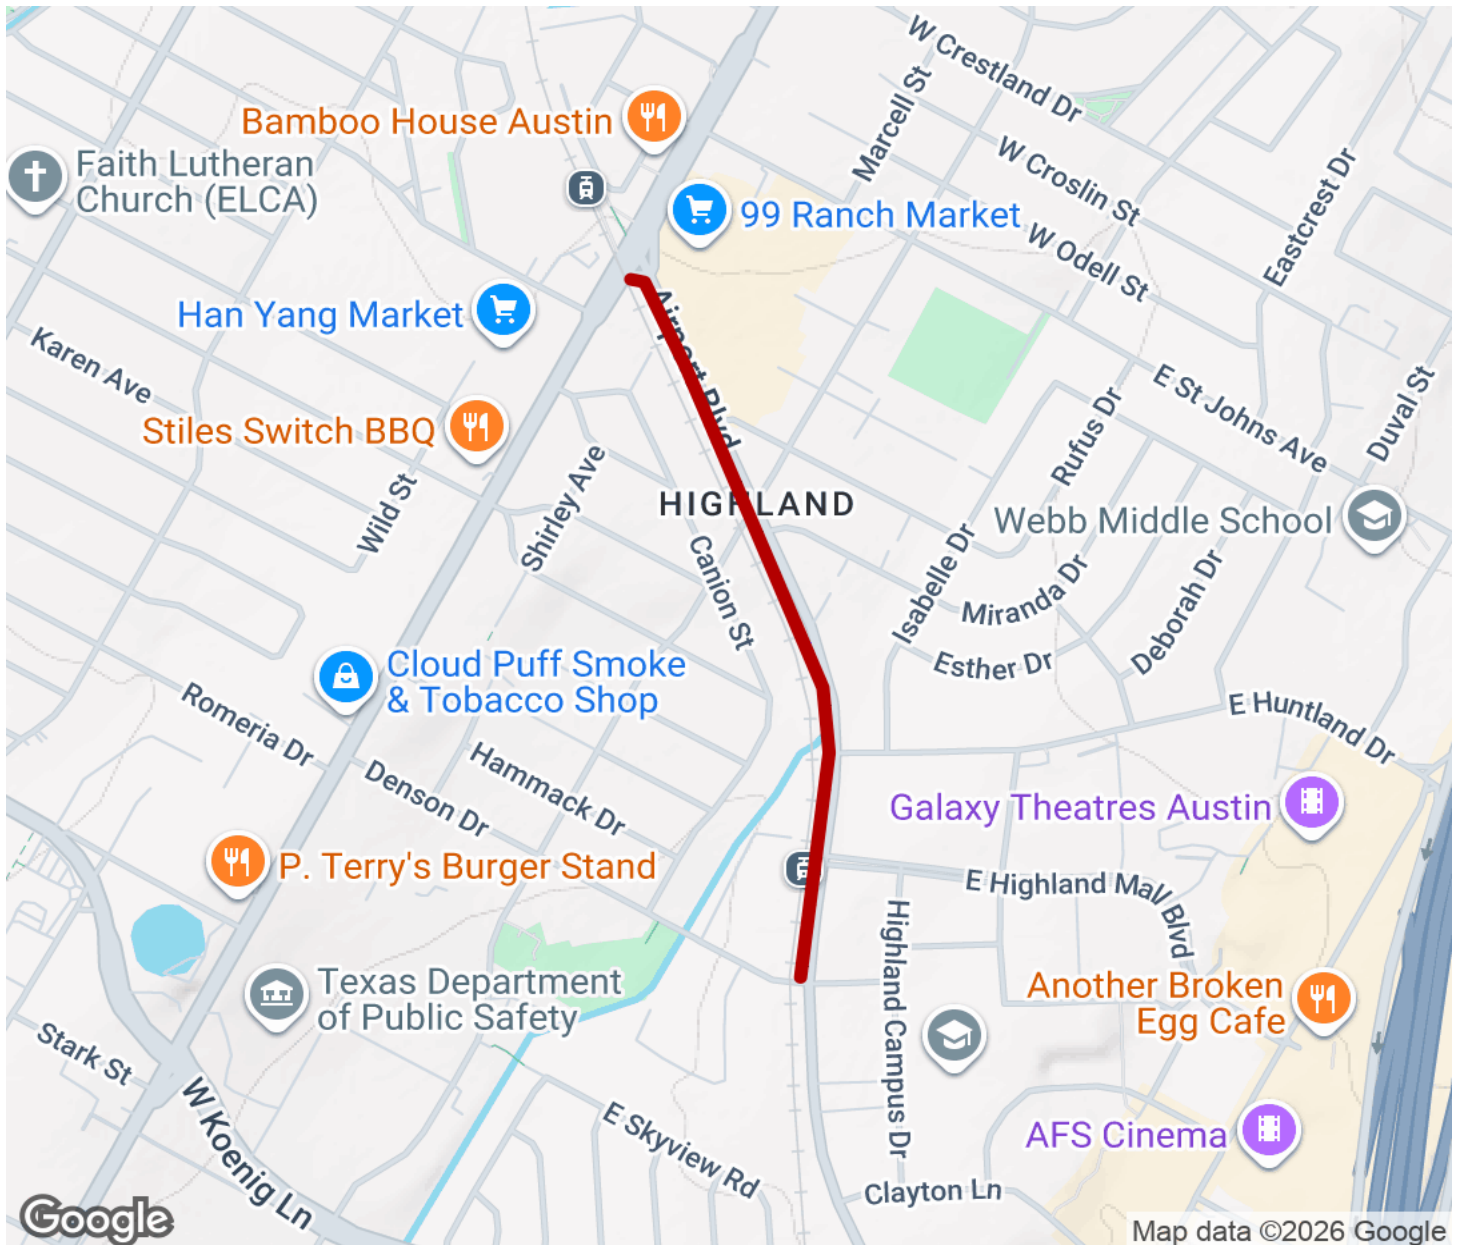 W Crestland Dr
Marcell St
Bamboo House Austin
Faith Lutheran
Church (ELCA)
W Croslin St
Eastcrest Dr
99 Ranch Market
W Odell St
Han Yang Market
Airport Blvd
Karen Ave
E St Johns Ave
Duval St
Rufus Dr
Stiles Switch BBQ
Wild St
Shirley Ave
HIGHLAND
Webb Middle School
Canion St
Isabelle Dr
Miranda Dr
Deborah Dr
Esther Dr
Cloud Puff Smoke
& Tobacco Shop
Romeria Dr
E Huntland Dr
Hammack Dr
Denson Dr
Galaxy Theatres Austin
P. Terry's Burger Stand
E Highland Mall Blvd
Highland Campus Dr
Texas Department
of Public Safety
Another Broken
Egg Cafe
Stark St
W Koenig Ln
E Skyview Rd
AFS Cinema
Clayton Ln
Google
Map data ©2026 Google